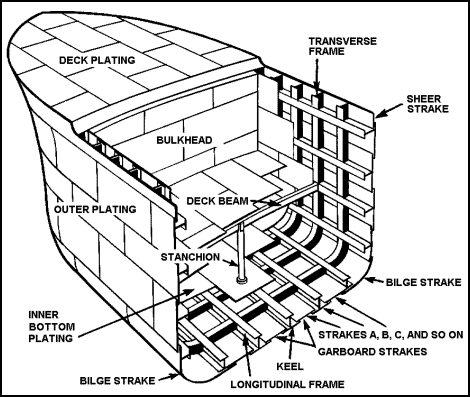 TRANSVERSE
FRAME
DECK PLATING
SHEER
STRAKE
BULKHEAD
DECK BEAM
OUTER PLATING
STANCHION
BILGE STRAKE
INNER
BOTTOM
PLATING
STRAKES A, B, C, AND SO ON
GARBOARD STRAKES
KEEL
BILGE STRAKE
LONGITUDINAL FRAME